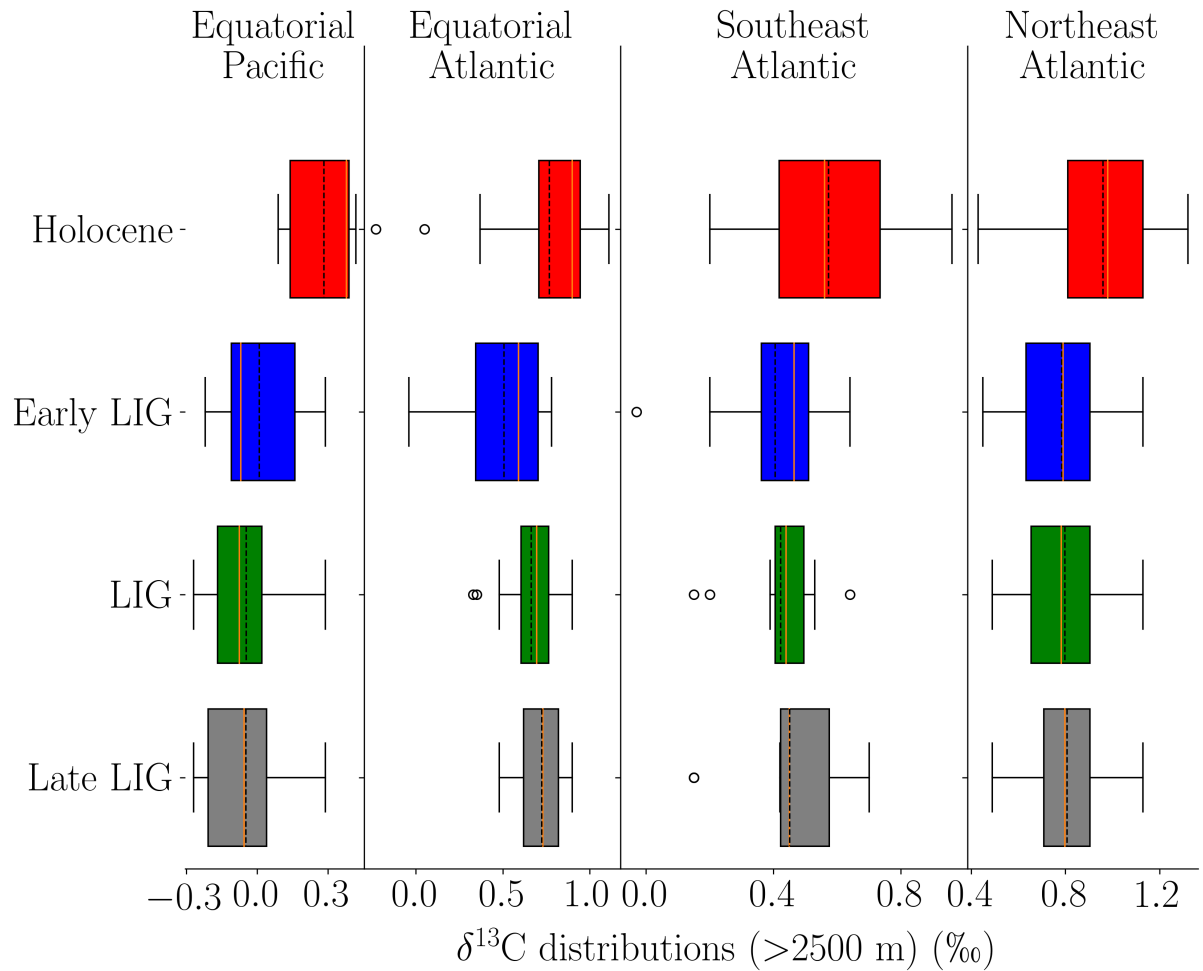 Equatorial Pacific
Equatorial Atlantic
Southeast Atlantic
Northeast Atlantic
Holocene
Early LIG
LIG
Late LIG
−0.3 0.0 0.3
0.0 0.5 1.0
0.0 0.4 0.8
0.4 0.8 1.2
δ¹³C distributions (>2500 m) (‰)